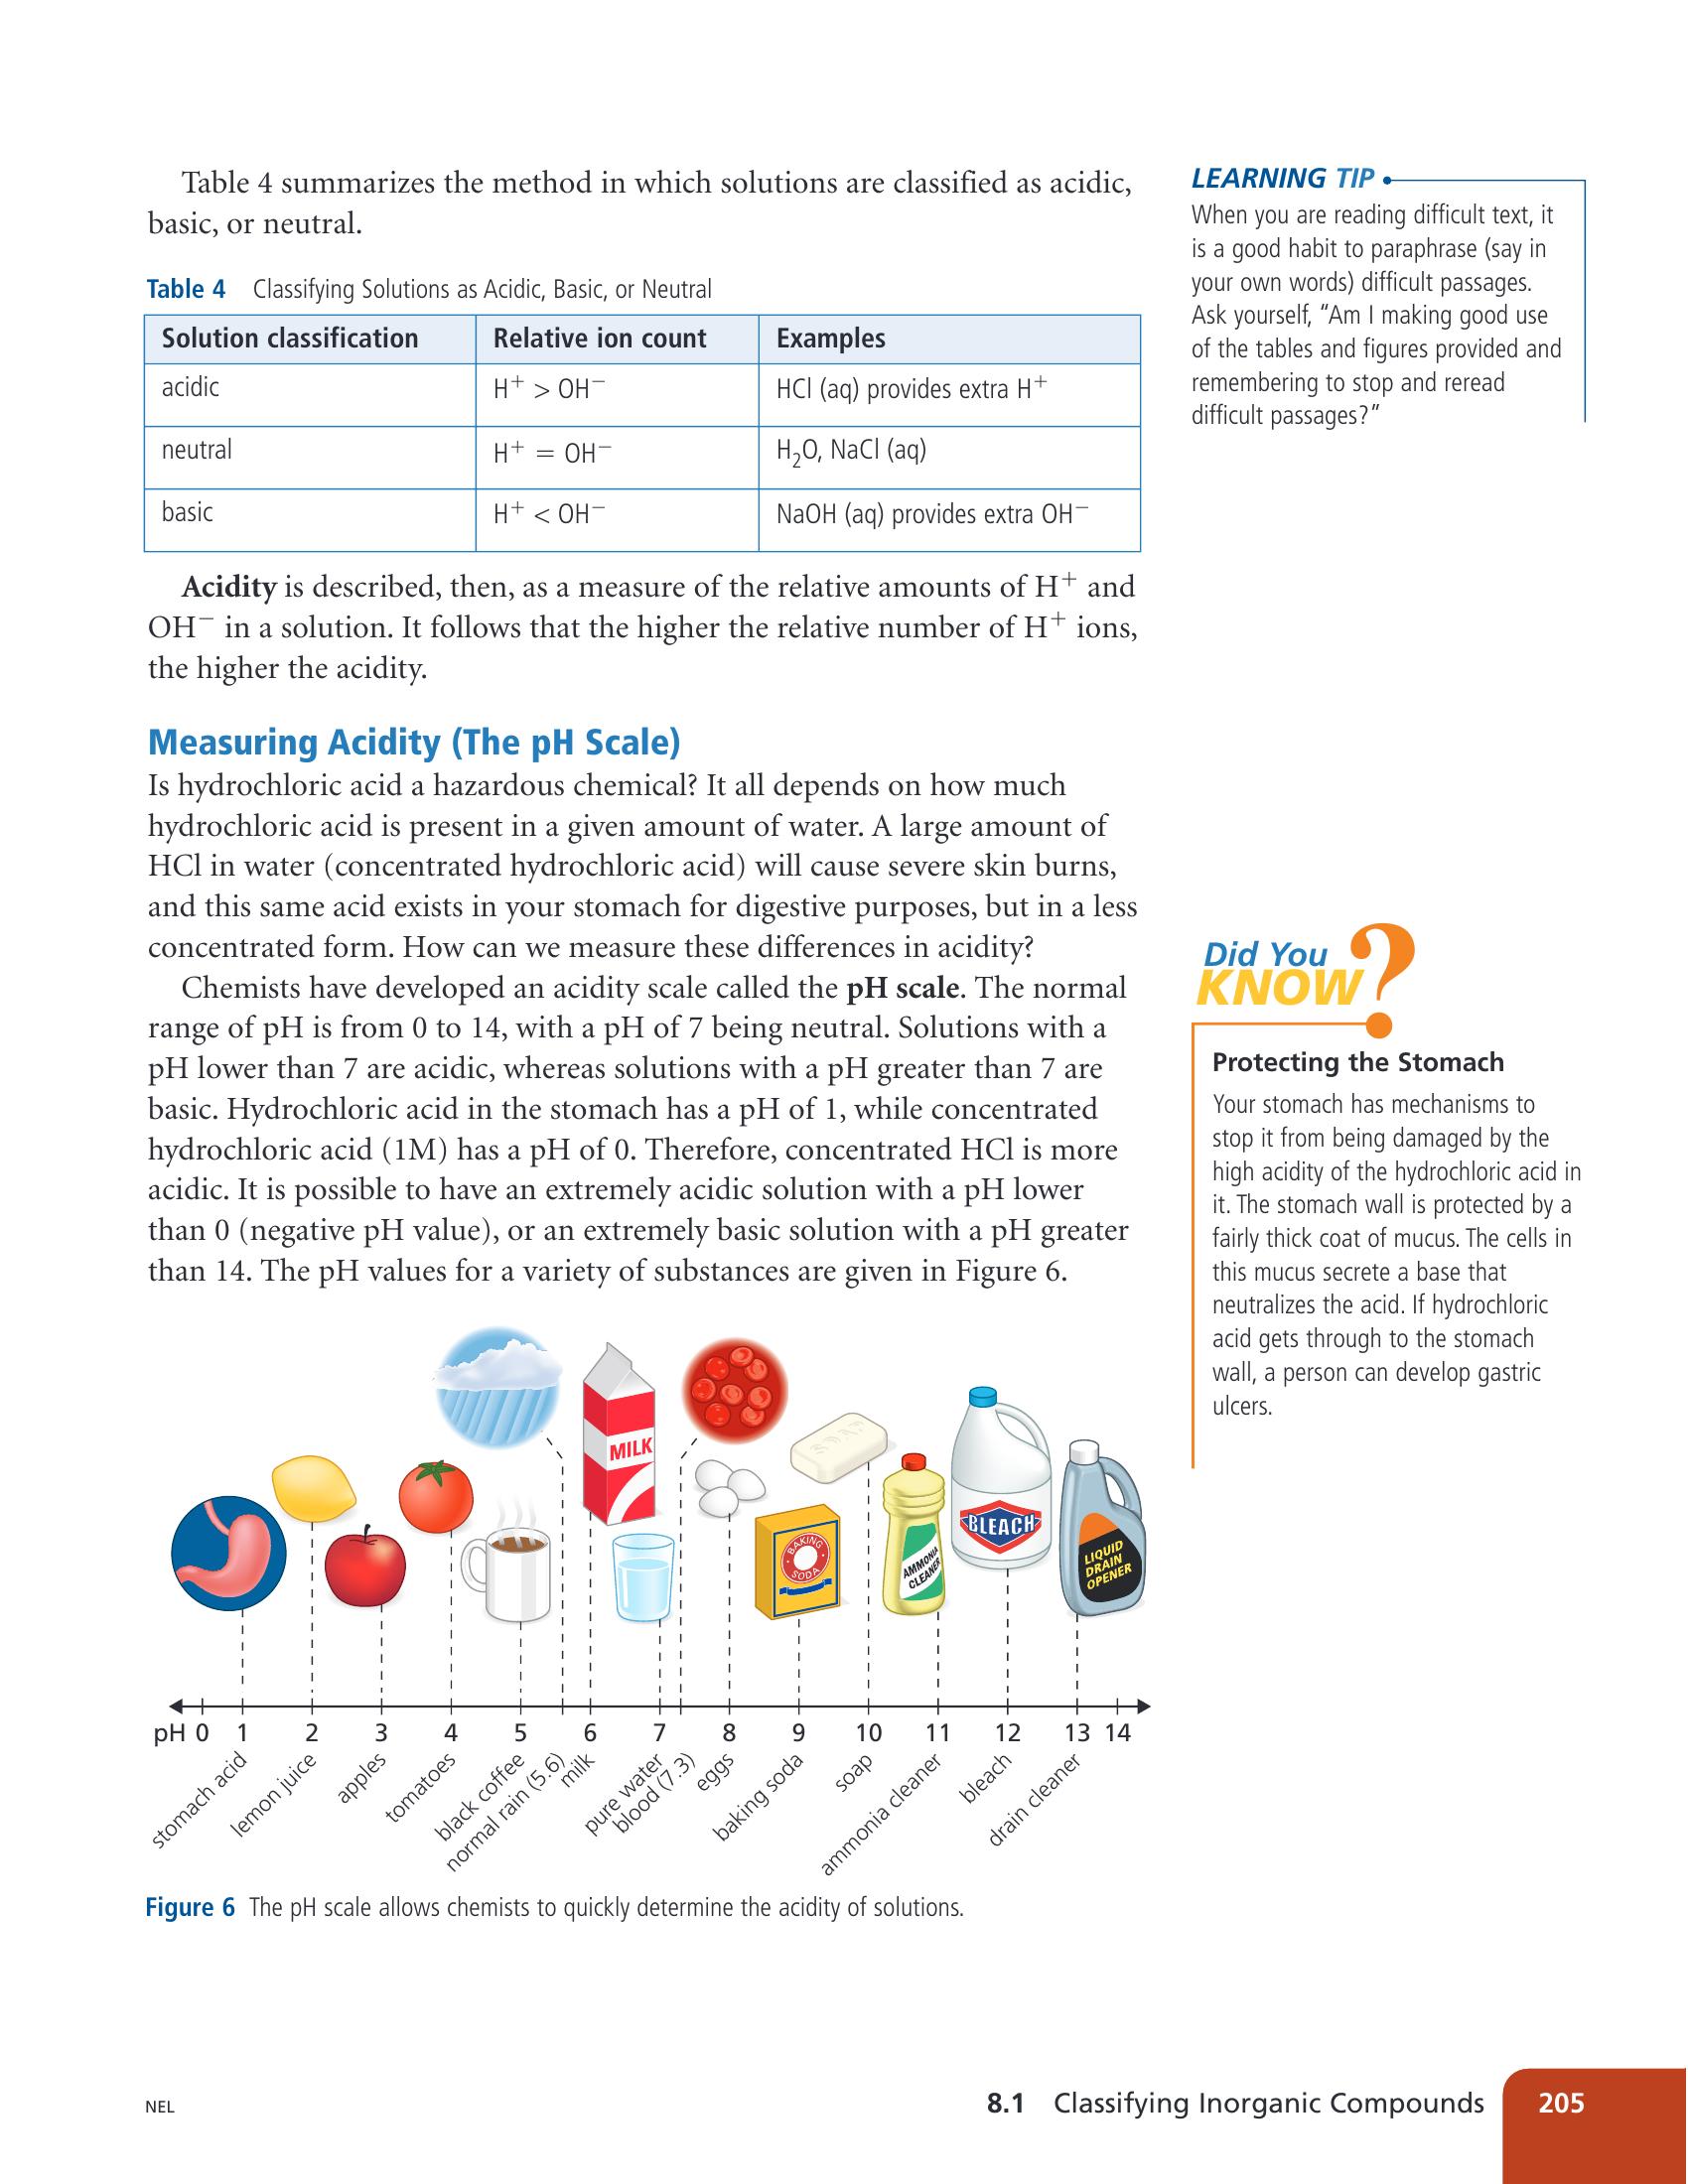 Table 4 summarizes the method in which solutions are classified as acidic,
basic, or neutral.
Table 4 Classifying Solutions as Acidic, Basic, or Neutral
Solution classification Relative ion count Examples
acidic H+ > OH− HCl (aq) provides extra H+
neutral H+ = OH− H2O, NaCl (aq)
basic H+ < OH− NaOH (aq) provides extra OH−
Acidity is described, then, as a measure of the relative amounts of H+ and
OH− in a solution. It follows that the higher the relative number of H+ ions,
the higher the acidity.
Measuring Acidity (The pH Scale)
Is hydrochloric acid a hazardous chemical? It all depends on how much
hydrochloric acid is present in a given amount of water. A large amount of
HCl in water (concentrated hydrochloric acid) will cause severe skin burns,
and this same acid exists in your stomach for digestive purposes, but in a less
concentrated form. How can we measure these differences in acidity?
Chemists have developed an acidity scale called the pH scale. The normal
range of pH is from 0 to 14, with a pH of 7 being neutral. Solutions with a
pH lower than 7 are acidic, whereas solutions with a pH greater than 7 are
basic. Hydrochloric acid in the stomach has a pH of 1, while concentrated
hydrochloric acid (1M) has a pH of 0. Therefore, concentrated HCl is more
acidic. It is possible to have an extremely acidic solution with a pH lower
than 0 (negative pH value), or an extremely basic solution with a pH greater
than 14. The pH values for a variety of substances are given in Figure 6.
MILK
SOAP
BAKING
SODA
AMMONIA
CLEANER
BLEACH
LIQUID
DRAIN
OPENER
pH 0 1 2 3 4 5 6 7 8 9 10 11 12 13 14
stomach acid
lemon juice
apples
tomatoes
black coffee
normal rain (5.6)
milk
pure water
blood (7.3)
eggs
baking soda
soap
ammonia cleaner
bleach
drain cleaner
Figure 6 The pH scale allows chemists to quickly determine the acidity of solutions.
LEARNING TIP
When you are reading difficult text, it
is a good habit to paraphrase (say in
your own words) difficult passages.
Ask yourself, “Am I making good use
of the tables and figures provided and
remembering to stop and reread
difficult passages?”
Did You
KNOW?
Protecting the Stomach
Your stomach has mechanisms to
stop it from being damaged by the
high acidity of the hydrochloric acid in
it. The stomach wall is protected by a
fairly thick coat of mucus. The cells in
this mucus secrete a base that
neutralizes the acid. If hydrochloric
acid gets through to the stomach
wall, a person can develop gastric
ulcers.
NEL
8.1 Classifying Inorganic Compounds 205